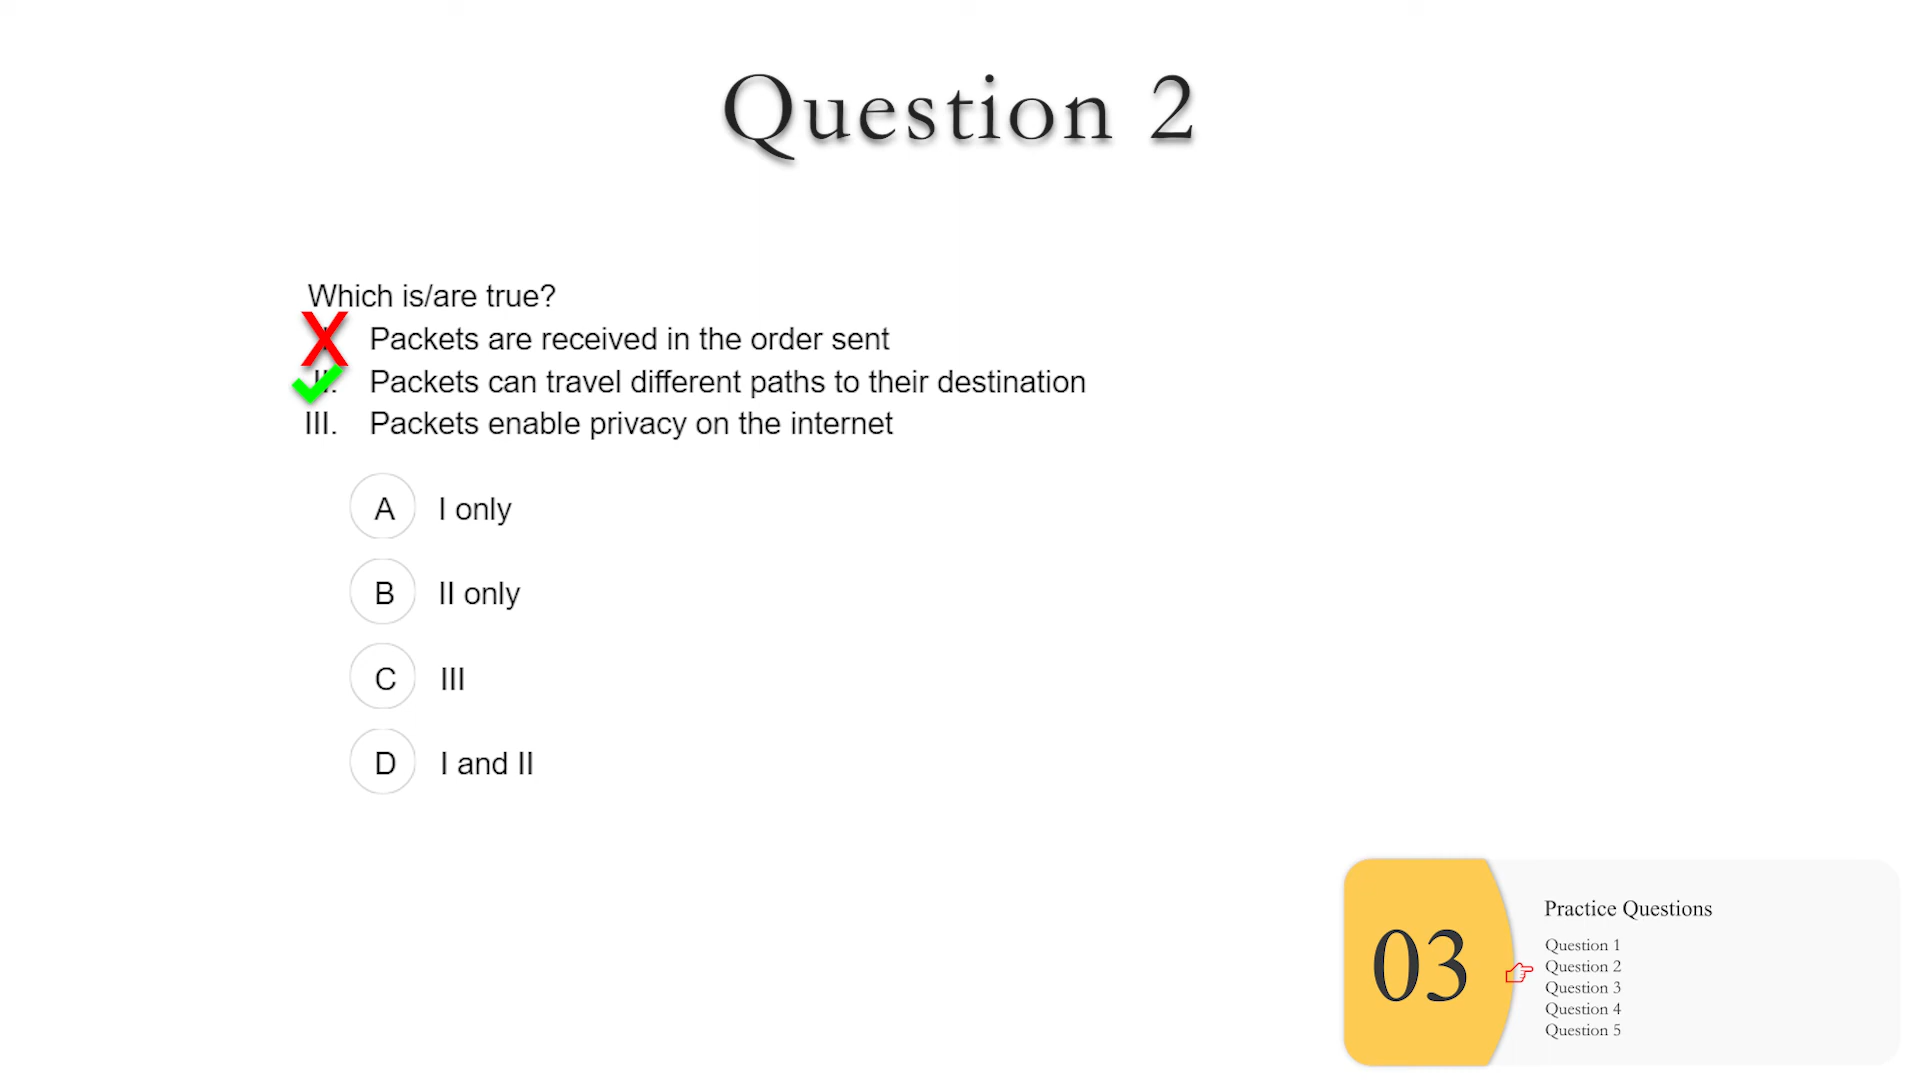 Question 2
Which is/are true?
I. Packets are received in the order sent
II. Packets can travel different paths to their destination
III. Packets enable privacy on the internet
A I only
B II only
C III
D I and II
03
Practice Questions
Question 1
Question 2
Question 3
Question 4
Question 5